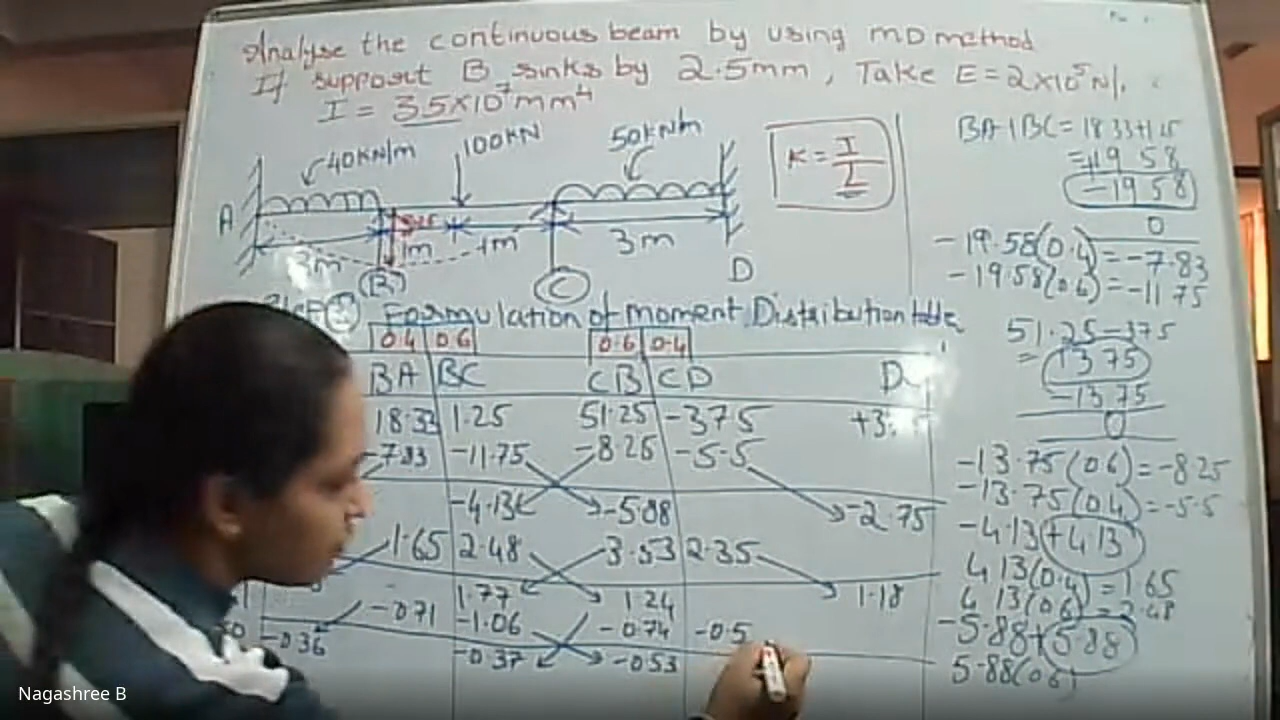 Analyse the continuous beam by using MD method
If support B sinks by 2.5mm, Take E=2×10⁵N/
I = 3.5×10⁷mm⁴
40KN/m
100KN
50KN/m
K = I/L
A
3m
(B)
1m
1m
C
3m
D
Formulation of moment Distribution table
0.4 0.6 0.6 0.4
BA BC CB CD D
18.33 1.25 51.25 -37.5
-7.83 -11.75 -8.25 -5.5
-4.13 -5.88 -2.75
1.65 2.48 3.53 2.35
1.77 1.24 1.18
-0.71 -1.06 -0.74 -0.5
-0.36 -0.37 -0.53
BA+BC = 18.33+1.25
= +19.58
-19.58
0
-19.58(0.4) = -7.83
-19.58(0.6) = -11.75
51.25-37.5
= 13.75
-13.75
0
-13.75(0.6) = -8.25
-13.75(0.4) = -5.5
-4.13+4.13
4.13(0.4) = 1.65
4.13(0.6) = 2.48
-5.88+5.88
5.88(0.6)
Nagashree B